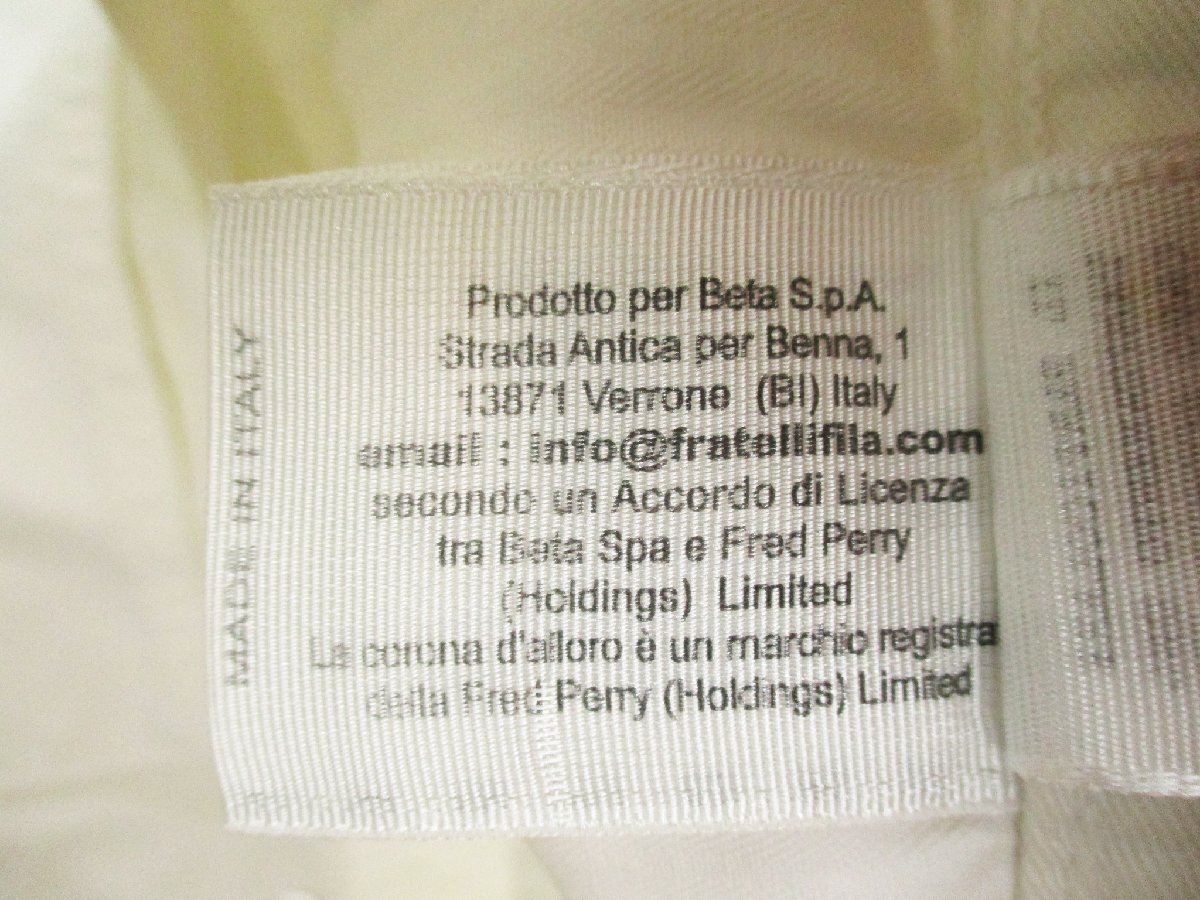 Prodotto per Beta S.p.A.
Strada Antica per Benna, 1
13871 Verrone (BI) Italy
email : info@fratellifila.com
secondo un Accordo di Licenza
tra Beta Spa e Fred Perry
(Holdings) Limited
La corona d'alloro è un marchio registra
della Fred Perry (Holdings) Limited
MADE IN ITALY